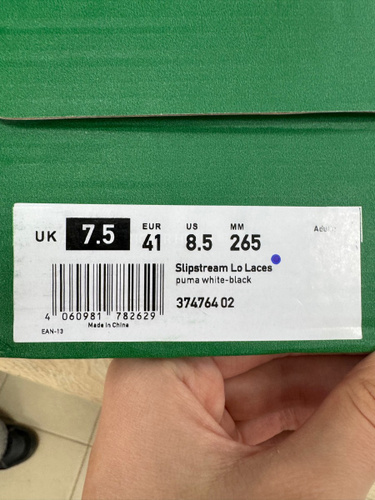 UK 7.5 EUR 41 US 8.5 MM 265
Slipstream Lo Laces
puma white-black
374764 02
4 060981 782629
EAN-13 Made in China